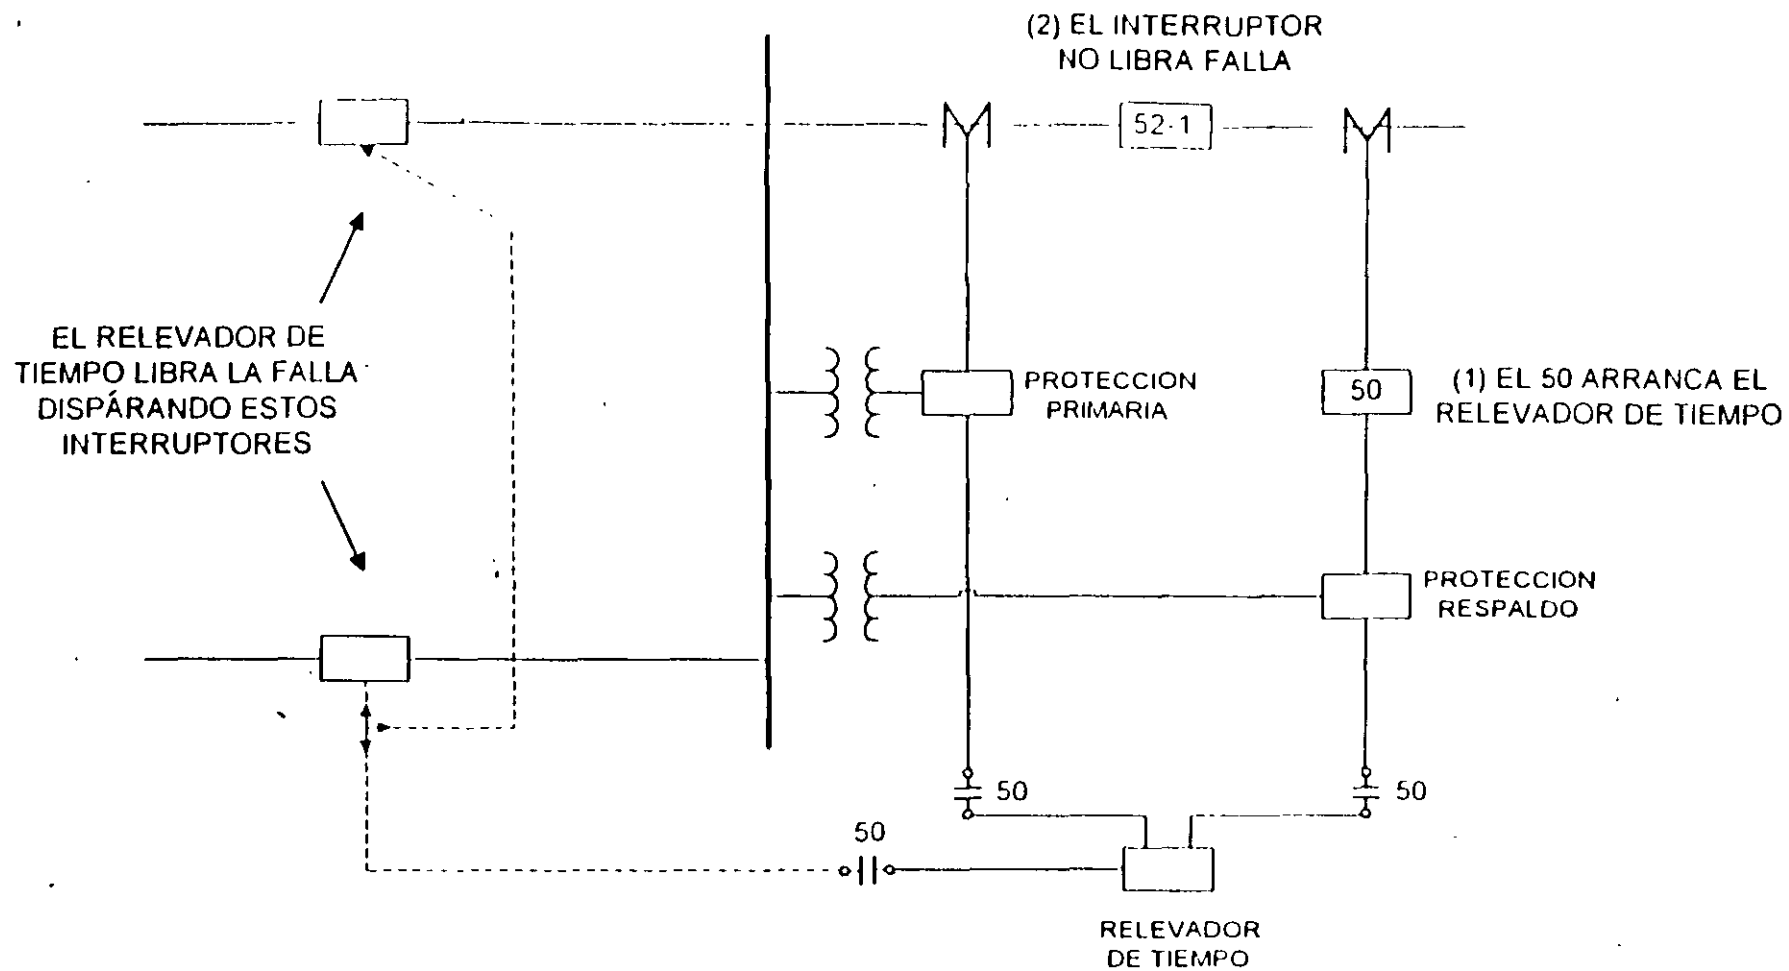 (2) EL INTERRUPTOR
NO LIBRA FALLA
52-1
EL RELEVADOR DE
TIEMPO LIBRA LA FALLA
DISPÁRANDO ESTOS
INTERRUPTORES
PROTECCION
PRIMARIA
50
(1) EL 50 ARRANCA EL
RELEVADOR DE TIEMPO
PROTECCION
RESPALDO
50
50
50
RELEVADOR
DE TIEMPO